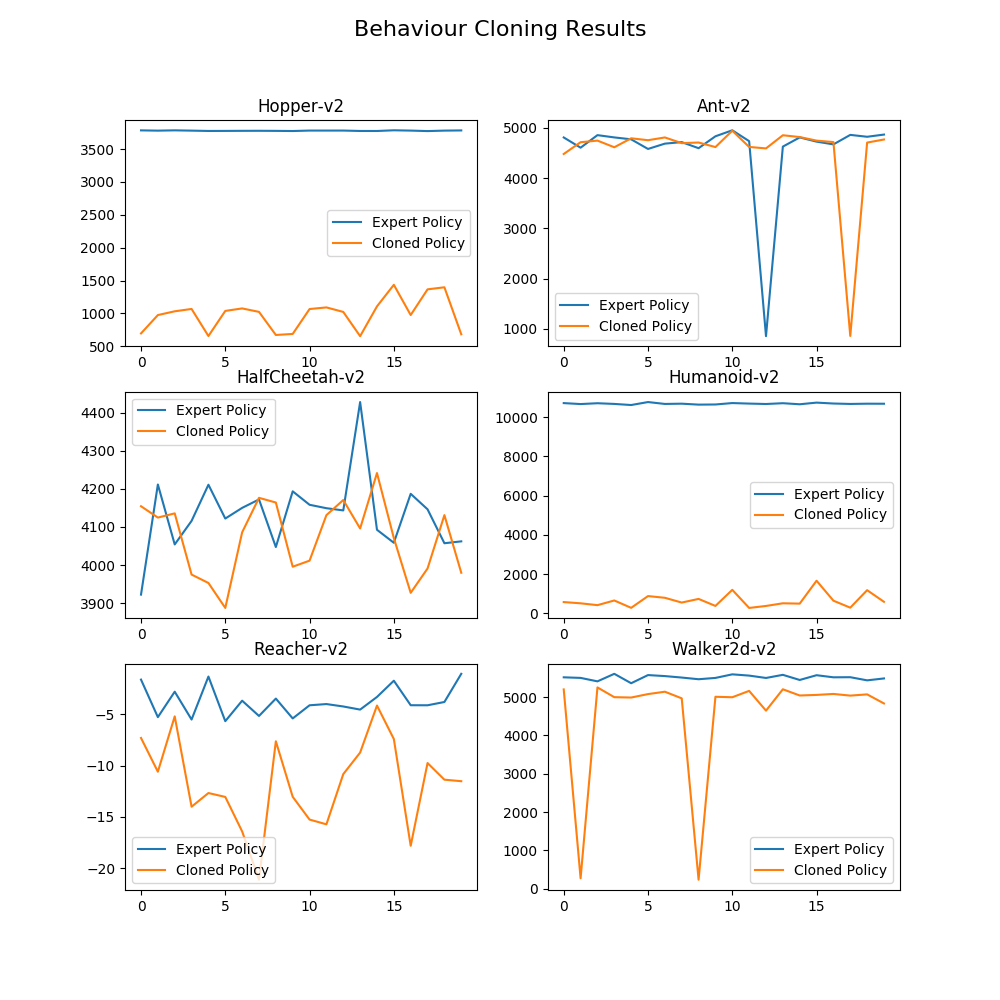 Behaviour Cloning Results
Hopper-v2
3500
3000
2500
2000
1500
1000
500
0 5 10 15
Expert Policy
Cloned Policy
Ant-v2
5000
4000
3000
2000
1000
0 5 10 15
Expert Policy
Cloned Policy
HalfCheetah-v2
4400
4300
4200
4100
4000
3900
0 5 10 15
Expert Policy
Cloned Policy
Humanoid-v2
10000
8000
6000
4000
2000
0
0 5 10 15
Expert Policy
Cloned Policy
Reacher-v2
−5
−10
−15
−20
0 5 10 15
Expert Policy
Cloned Policy
Walker2d-v2
5000
4000
3000
2000
1000
0
0 5 10 15
Expert Policy
Cloned Policy